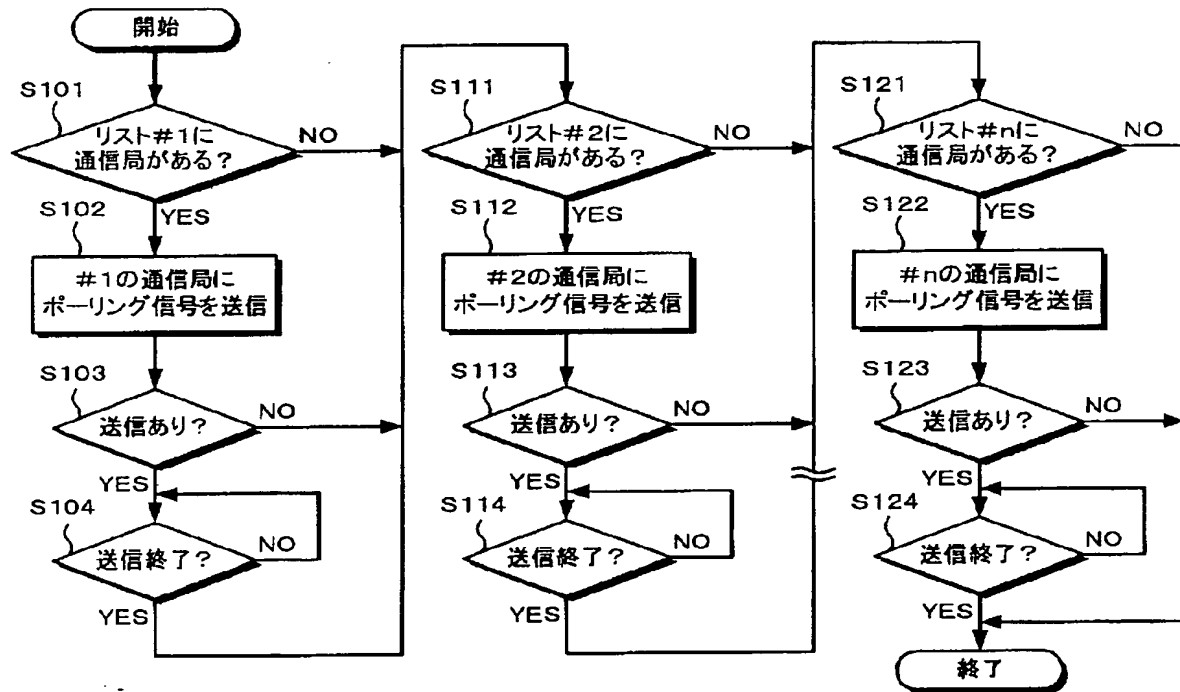 開始
S101
リスト#1に
通信局がある?
NO
YES
S102
#1の通信局に
ポーリング信号を送信
S103
送信あり?
NO
YES
S104
送信終了?
NO
YES
S111
リスト#2に
通信局がある?
NO
YES
S112
#2の通信局に
ポーリング信号を送信
S113
送信あり?
NO
YES
S114
送信終了?
NO
YES
S121
リスト#nに
通信局がある?
NO
YES
S122
#nの通信局に
ポーリング信号を送信
S123
送信あり?
NO
YES
S124
送信終了?
NO
YES
終了